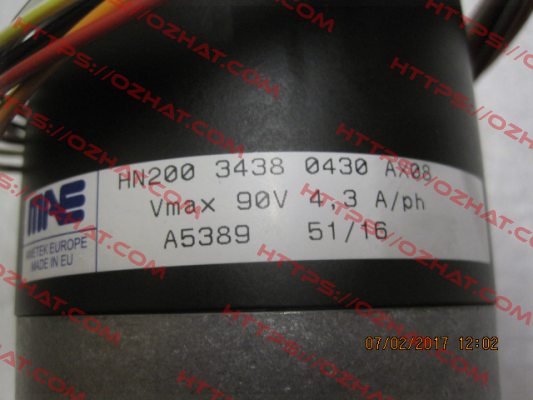 HN200 3438 0430 AX08
MAE
Vmax 90V 4,3 A/ph
A5389 51/16
AMETEK EUROPE
MADE IN EU
07/02/2017 12:02
HTTPS://OZHAT.COM